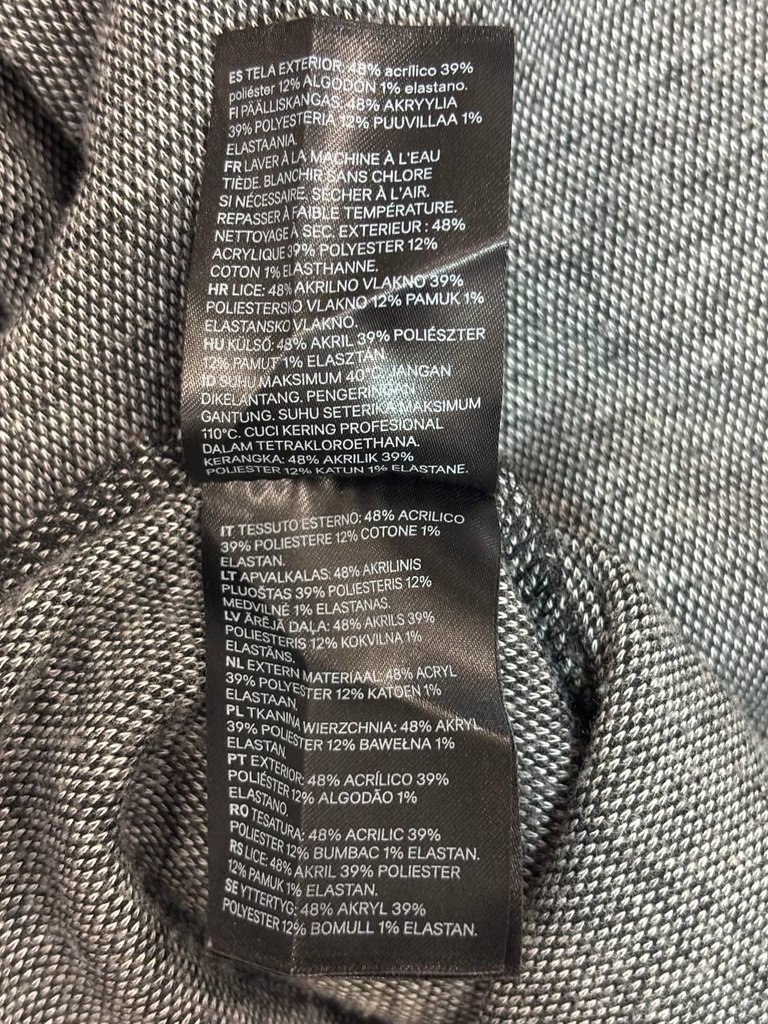 ES TELA EXTERIOR: 48% acrílico 39%
poliéster 12% ALGODÓN 1% elastano.
FI PÄÄLLISKANGAS: 48% AKRYYLIA
39% POLYESTERIA 12% PUUVILLAA 1%
ELASTAANIA
FR LAVER À LA MACHINE À L'EAU
TIÈDE. BLANCHIR SANS CHLORE
SI NÉCESSAIRE. SÉCHER À L'AIR.
REPASSER À FAIBLE TEMPÉRATURE.
NETTOYAGE À SEC. EXTERIEUR : 48%
ACRYLIQUE 39% POLYESTER 12%
COTON 1% ELASTHANNE.
HR LICE: 48% AKRILNO VLAKNO 39%
POLIESTERSKO VLAKNO 12% PAMUK 1%
ELASTANSKO VLAKNO.
HU KÜLSŐ: 48% AKRIL 39% POLIÉSZTER
12% PAMUT 1% ELASZTÁN
ID SUHU MAKSIMUM 40°C JANGAN
DIKELANTANG. PENGERINGAN
GANTUNG. SUHU SETERIKA MAKSIMUM
110°C. CUCI KERING PROFESIONAL
DALAM TETRAKLOROETHANA.
KERANGKA: 48% AKRILIK 39%
POLIESTER 12% KATUN 1% ELASTANE.
IT TESSUTO ESTERNO: 48% ACRILICO
39% POLIESTERE 12% COTONE 1%
ELASTAN.
LT APVALKALAS: 48% AKRILINIS
PLUOŠTAS 39% POLIESTERIS 12%
MEDVILNĖ 1% ELASTANAS.
LV ĀRĒJĀ DAĻA: 48% AKRILS 39%
POLIESTERIS 12% KOKVILNA 1%
ELASTĀNS.
NL EXTERN MATERIAAL: 48% ACRYL
39% POLYESTER 12% KATOEN 1%
ELASTAAN.
PL TKANINA WIERZCHNIA: 48% AKRYL
39% POLIESTER 12% BAWEŁNA 1%
ELASTAN
PT EXTERIOR: 48% ACRÍLICO 39%
POLIÉSTER 12% ALGODÃO 1%
ELASTANO
RO TESATURA: 48% ACRILIC 39%
POLIESTER 12% BUMBAC 1% ELASTAN.
RS LICE: 48% AKRIL 39% POLIESTER
12% PAMUK 1% ELASTAN.
SE YTTERTYG: 48% AKRYL 39%
POLYESTER 12% BOMULL 1% ELASTAN.